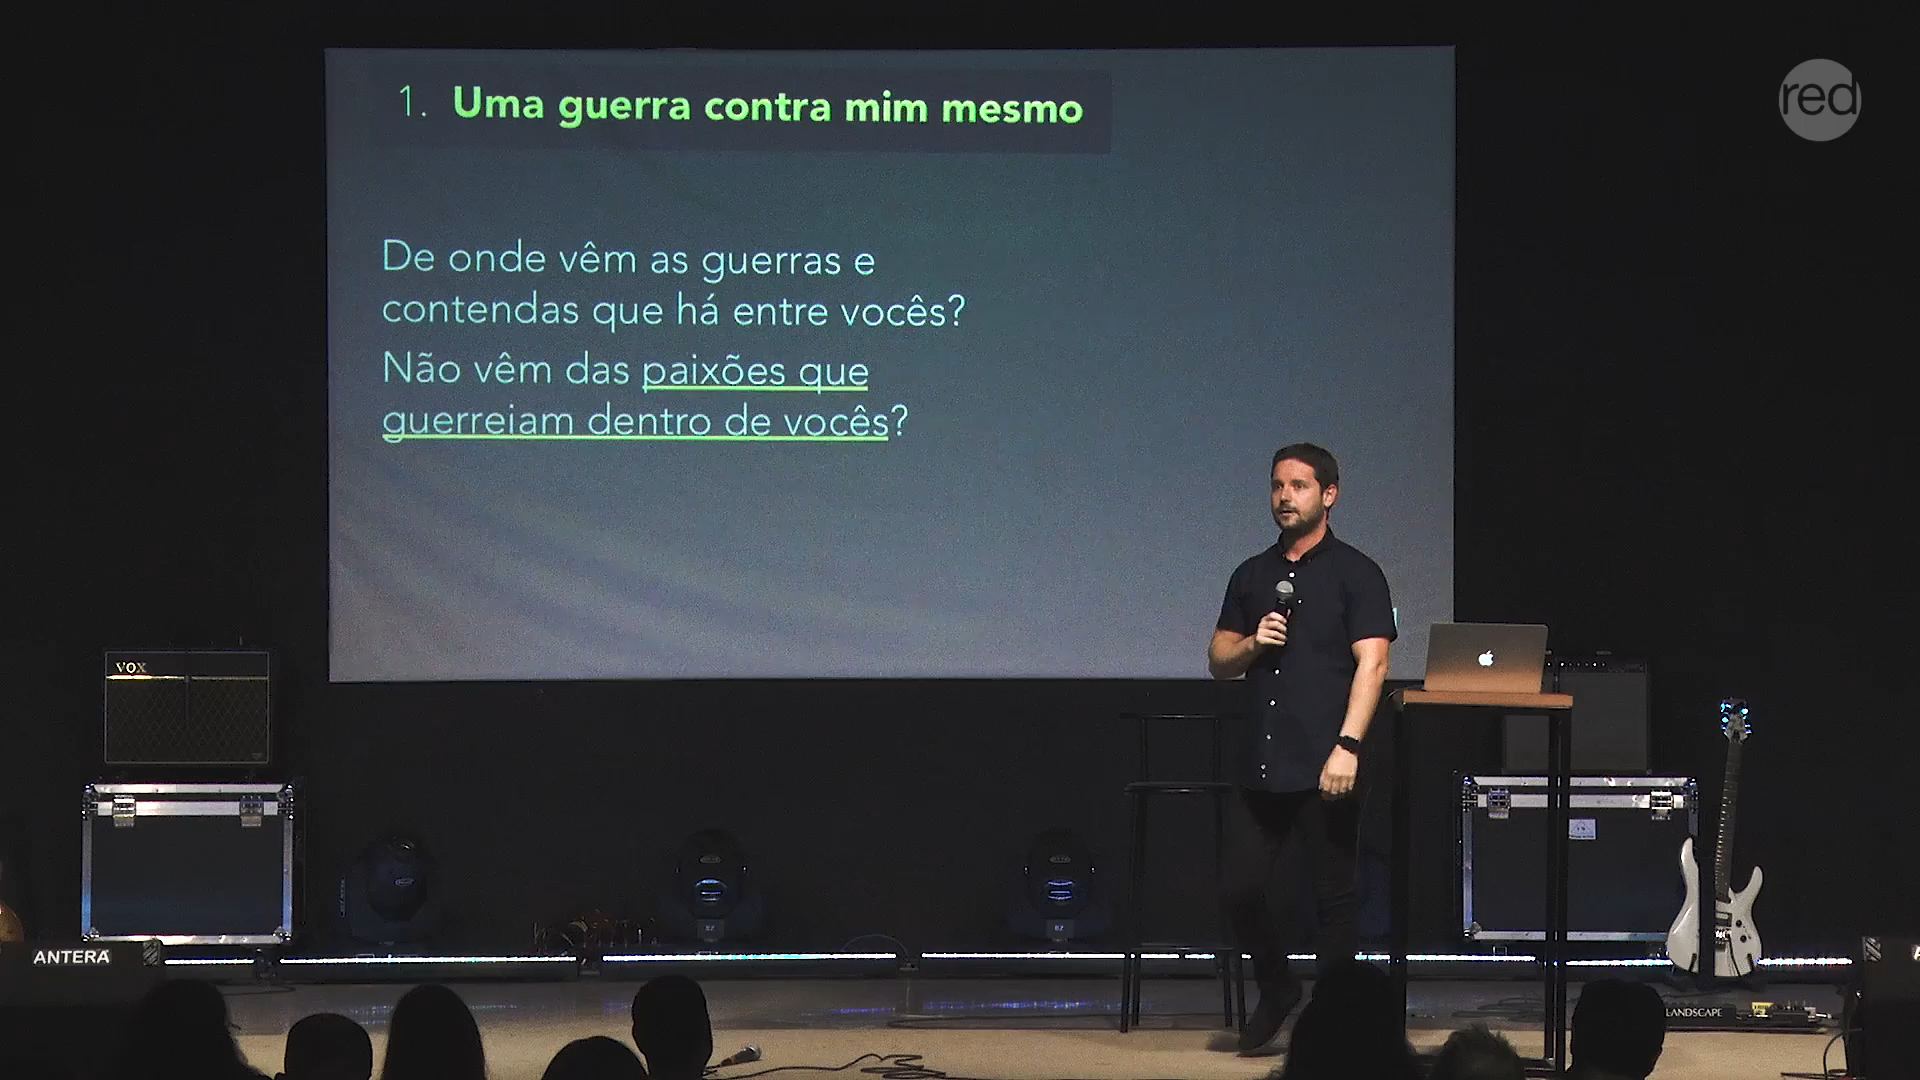 red
1. Uma guerra contra mim mesmo
De onde vêm as guerras e
contendas que há entre vocês?
Não vêm das paixões que
guerreiam dentro de vocês?
VOX
ANTERA
LANDSCAPE